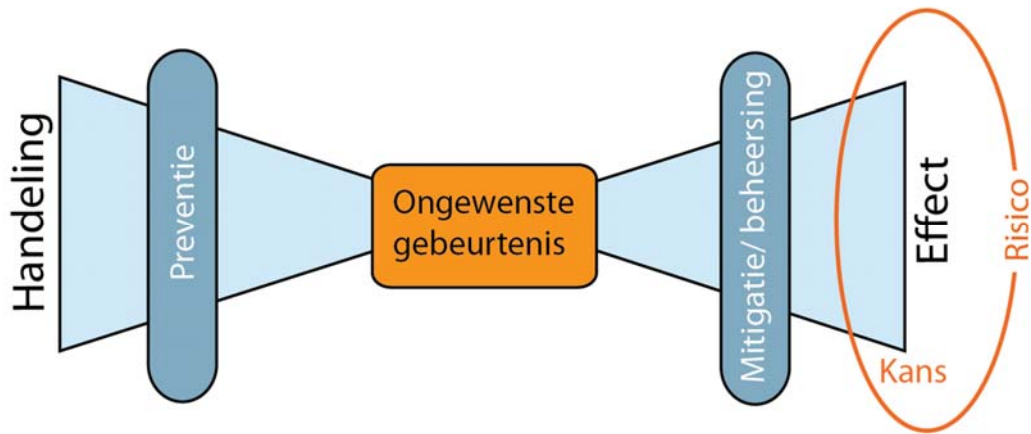 Handeling
Preventie
Ongewenste
gebeurtenis
Mitigatie/ beheersing
Effect
Kans
Risico